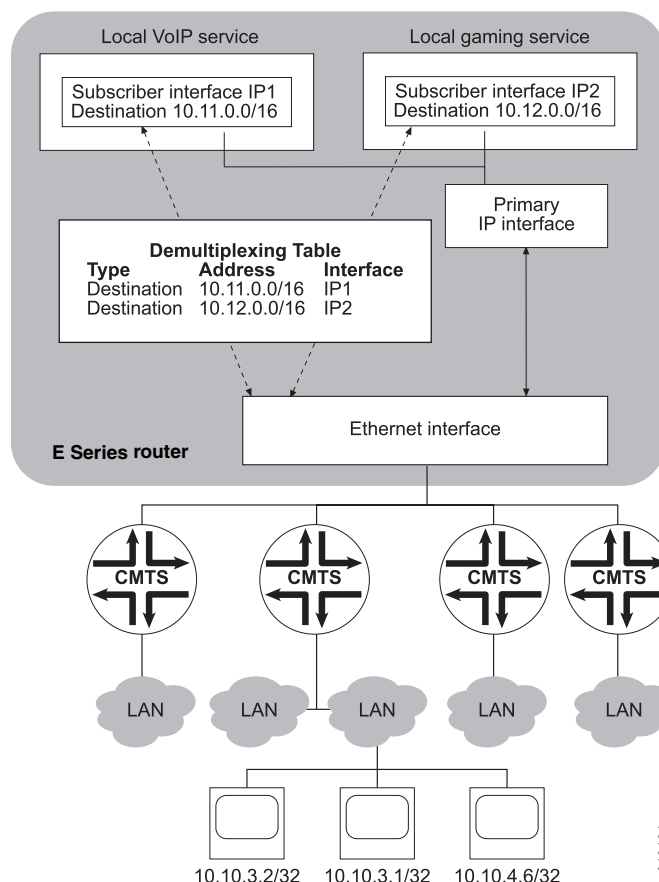 Local VoIP service
Local gaming service
Subscriber interface IP1
Destination 10.11.0.0/16
Subscriber interface IP2
Destination 10.12.0.0/16
Primary
IP interface
Demultiplexing Table
Type Address Interface
Destination 10.11.0.0/16 IP1
Destination 10.12.0.0/16 IP2
Ethernet interface
E Series router
CMTS CMTS CMTS CMTS
LAN LAN LAN LAN LAN
10.10.3.2/32 10.10.3.1/32 10.10.4.6/32